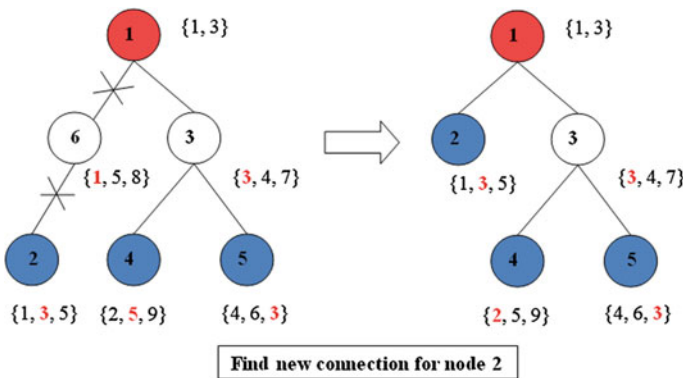 1 {1, 3}
6 3
{1, 5, 8} {3, 4, 7}
2 4 5
{1, 3, 5} {2, 5, 9} {4, 6, 3}
1 {1, 3}
2 3
{1, 3, 5} {3, 4, 7}
4 5
{2, 5, 9} {4, 6, 3}
Find new connection for node 2